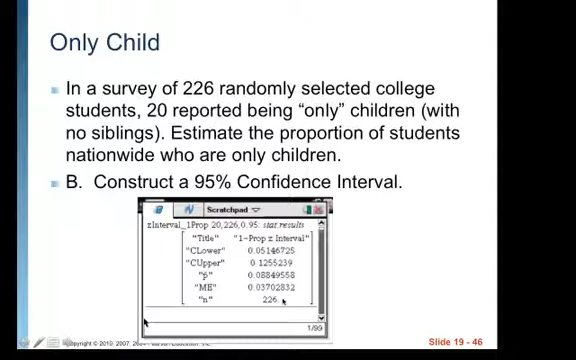 Only Child
In a survey of 226 randomly selected college
students, 20 reported being “only” children (with
no siblings). Estimate the proportion of students
nationwide who are only children.
B. Construct a 95% Confidence Interval.
Scratchpad
zInterval_1Prop 20,226,0.95: stat.results
"Title" "1-Prop z Interval"
"CLower" 0.05146725
"CUpper" 0.1255239
"p̂" 0.08849558
"ME" 0.03702832
"n" 226.
1/99
Slide 19 - 46